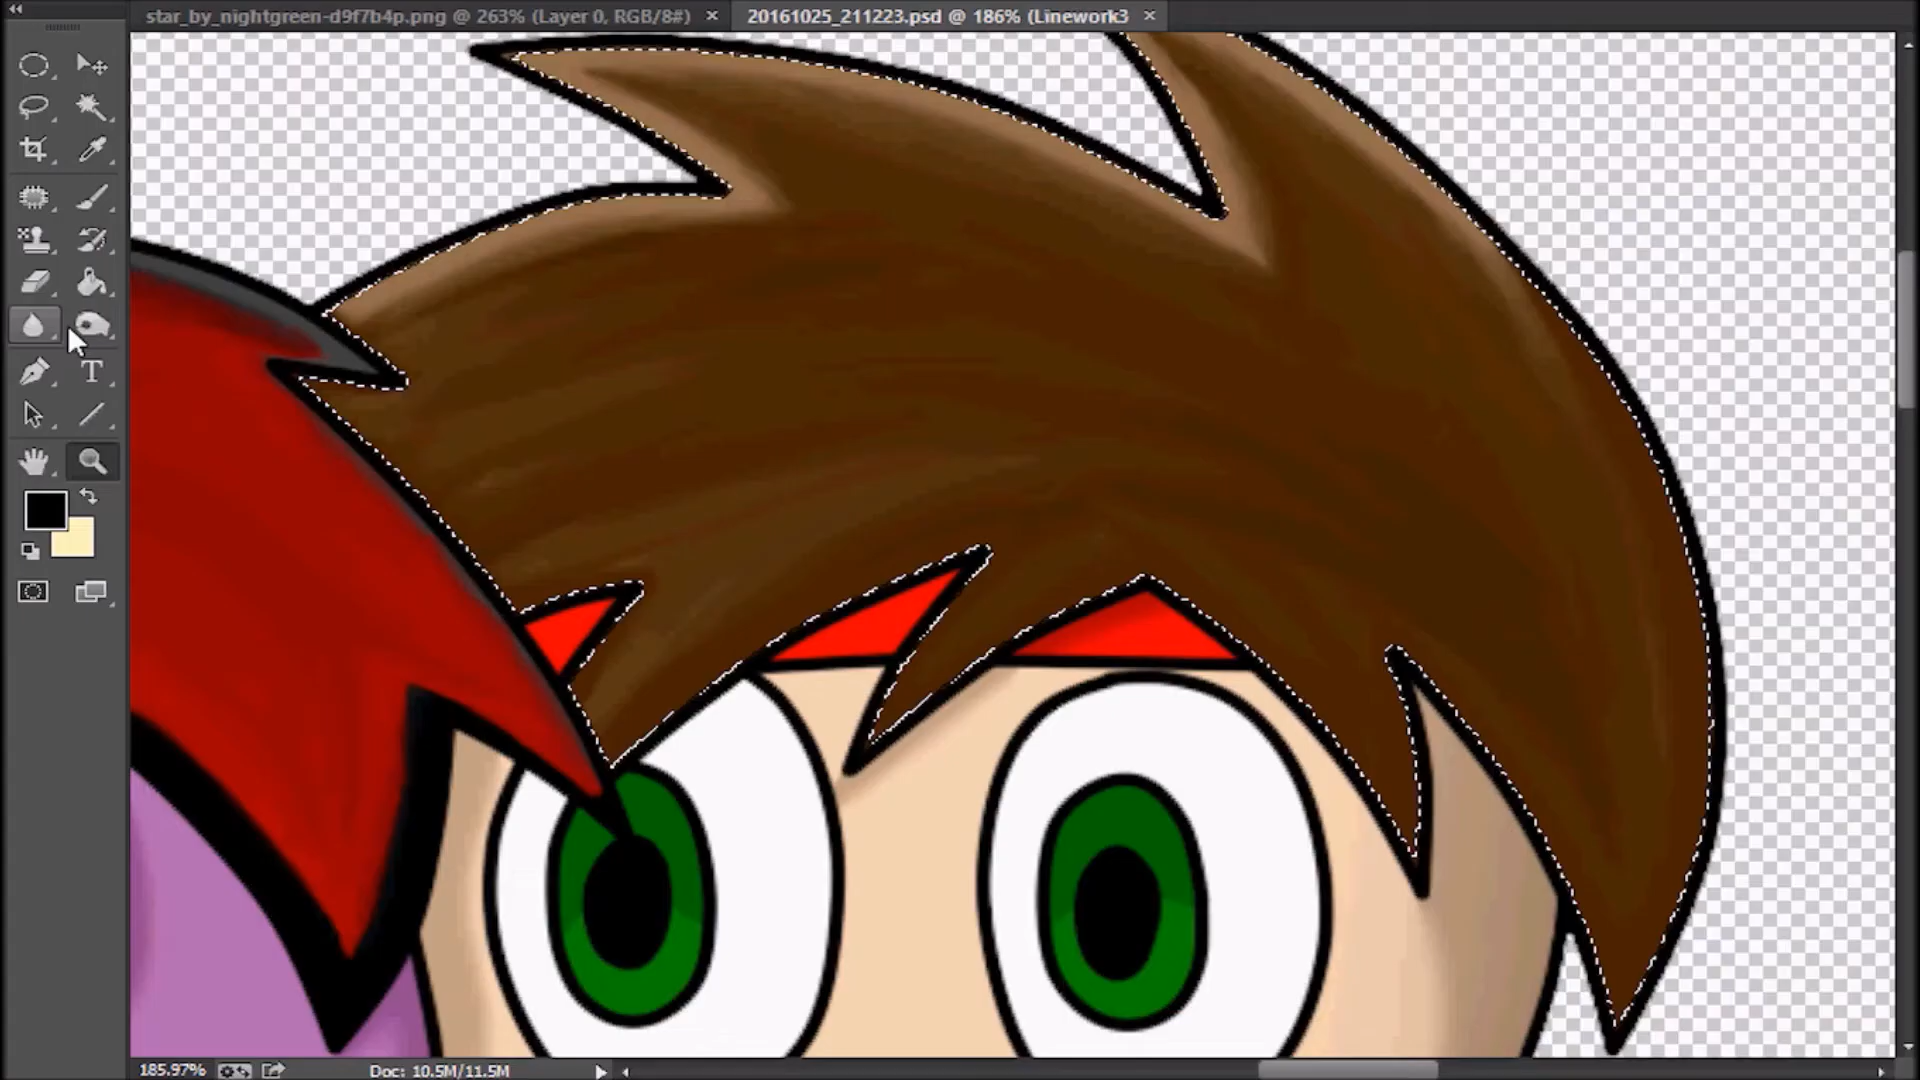 star_by_nightgreen-d9f7b4p.png @ 263% (Layer 0, RGB/8#) ×
20161025_211223.psd @ 186% (Linework3 ×
T
185.97%
Doc: 10.5M/11.5M